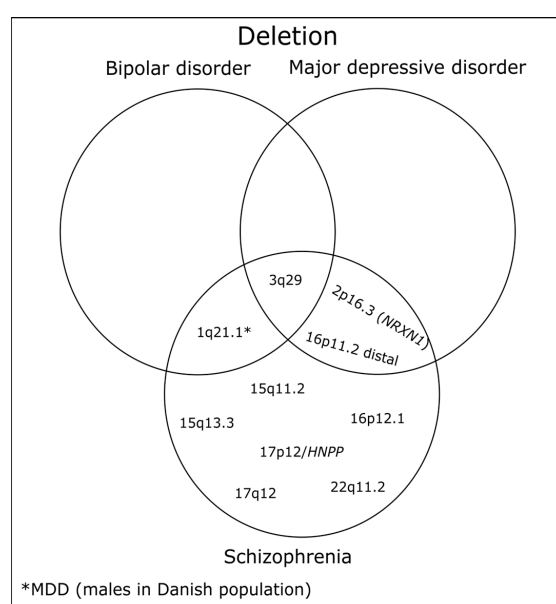 Deletion
Bipolar disorder
Major depressive disorder
3q29
2p16.3 (NRXN1)
1q21.1*
16p11.2 distal
15q11.2
15q13.3
16p12.1
17p12/HNPP
17q12
22q11.2
Schizophrenia
*MDD (males in Danish population)